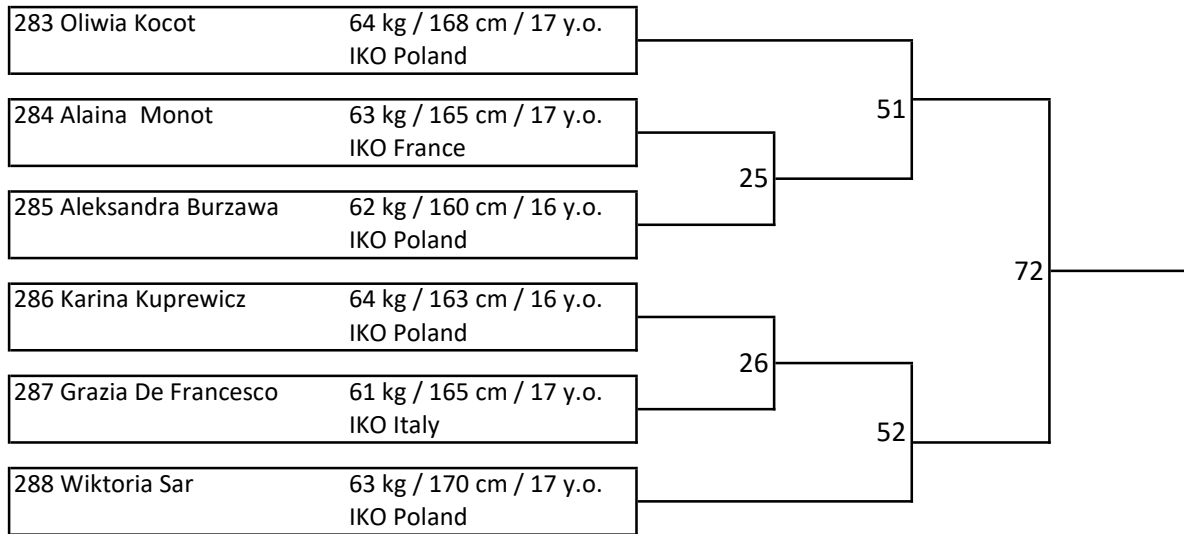 283 Oliwia Kocot 64 kg / 168 cm / 17 y.o.
IKO Poland
284 Alaina  Monot 63 kg / 165 cm / 17 y.o.
IKO France
51
25
285 Aleksandra Burzawa 62 kg / 160 cm / 16 y.o.
IKO Poland
72
286 Karina Kuprewicz 64 kg / 163 cm / 16 y.o.
IKO Poland
26
287 Grazia De Francesco 61 kg / 165 cm / 17 y.o.
IKO Italy
52
288 Wiktoria Sar 63 kg / 170 cm / 17 y.o.
IKO Poland